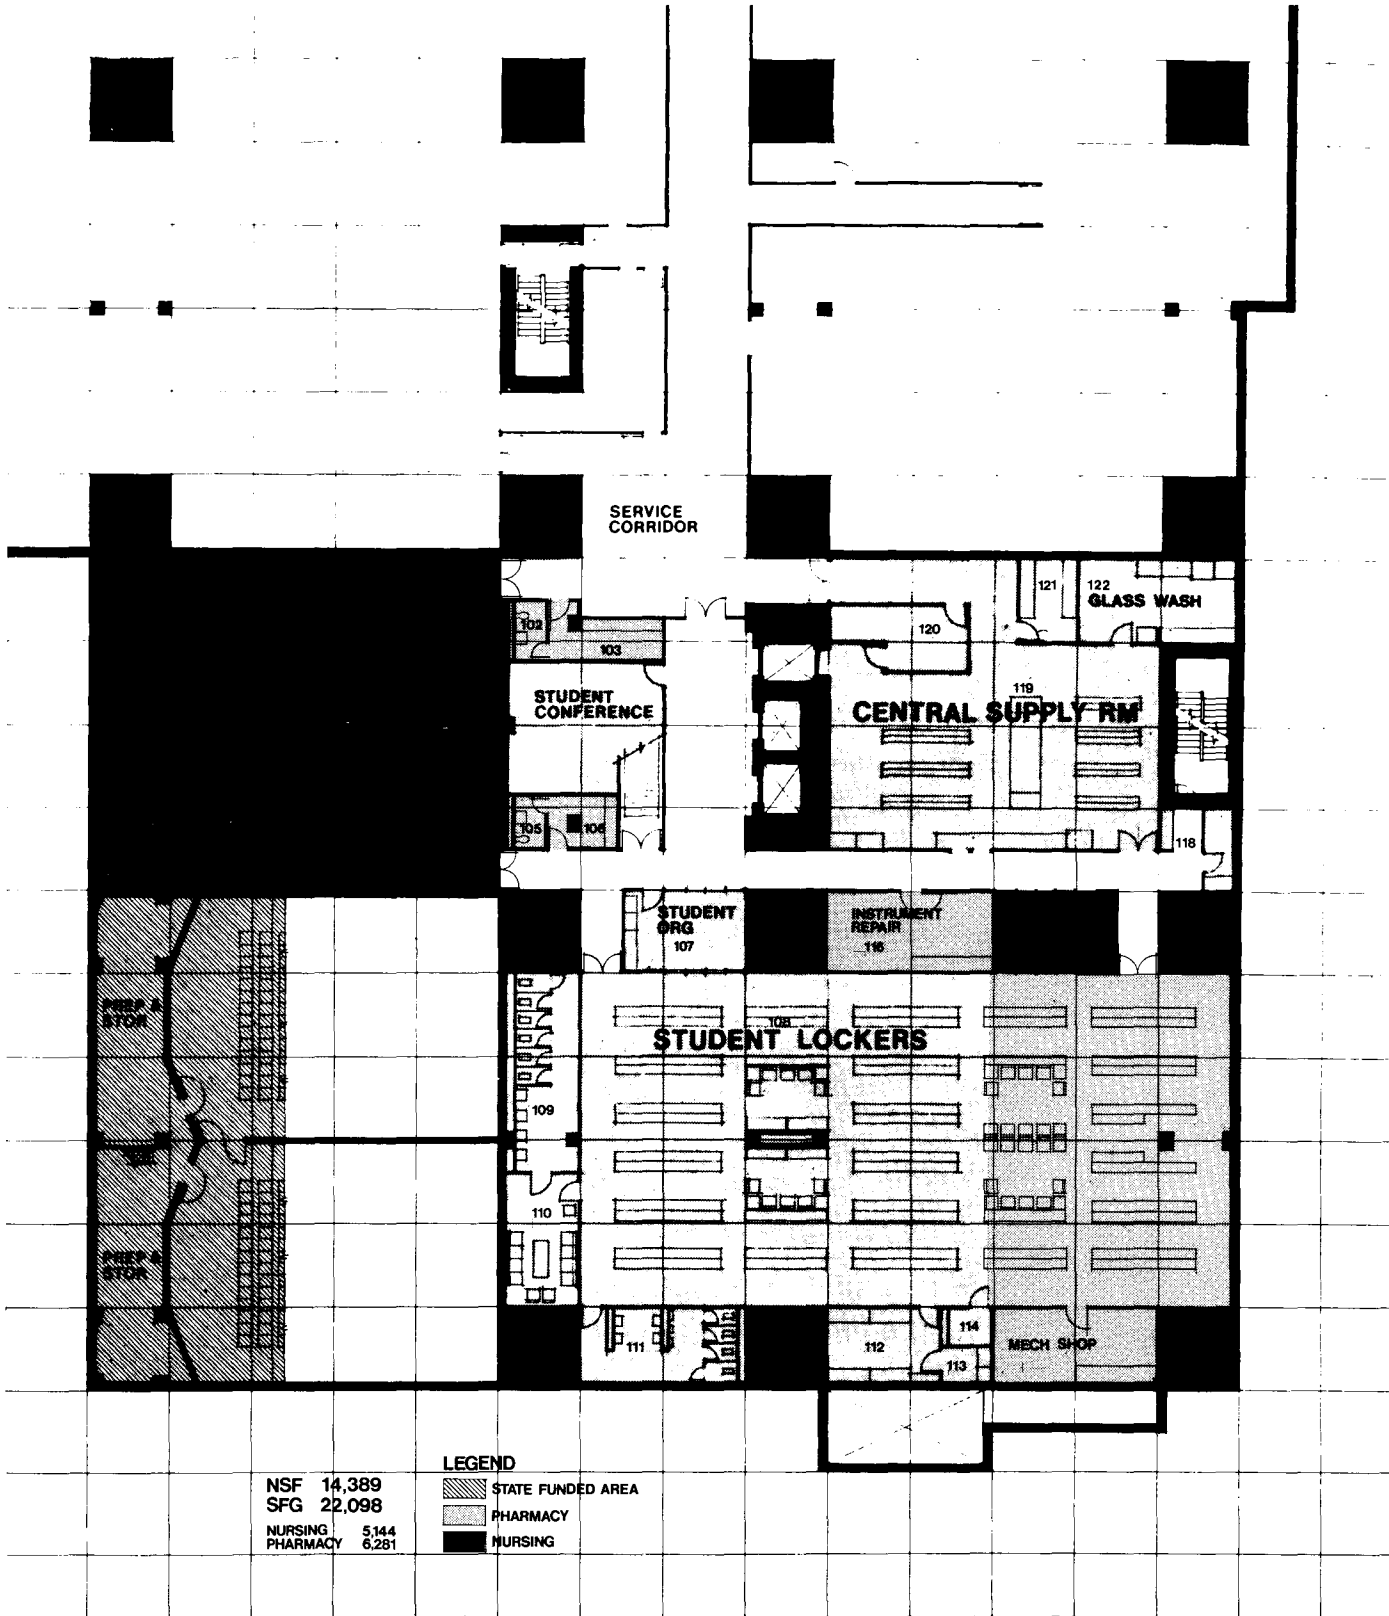 SERVICE
CORRIDOR
121
122
GLASS WASH
102
120
103
119
STUDENT
CONFERENCE
CENTRAL SUPPLY RM
105
106
118
STUDENT
ORG
107
INSTRUMENT
REPAIR
116
PREP &
STOR
108
STUDENT LOCKERS
109
110
PREP &
STOR
111
112
114
113
MECH SHOP
LEGEND
NSF 14,389
SFG 22,098
NURSING 5,144
PHARMACY 6,281
STATE FUNDED AREA
PHARMACY
NURSING